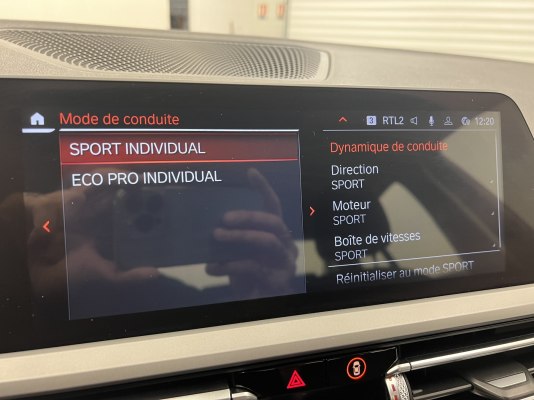 Mode de conduite
3 RTL2 12:20
SPORT INDIVIDUAL
ECO PRO INDIVIDUAL
Dynamique de conduite
Direction
SPORT
Moteur
SPORT
Boîte de vitesses
SPORT
Réinitialiser au mode SPORT